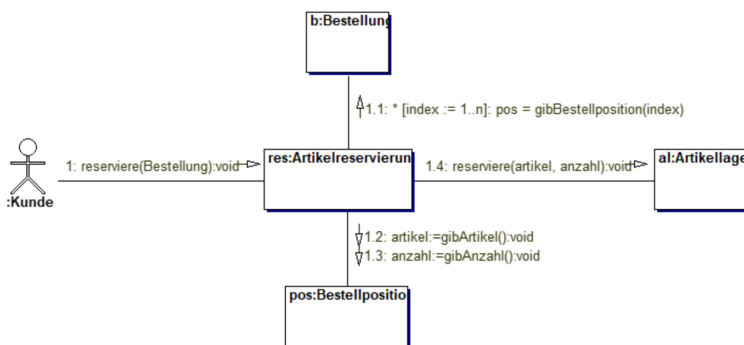 b:Bestellung
1.1: * [index := 1..n]: pos = gibBestellposition(index)
1: reserviere(Bestellung):void
res:Artikelreservierun
1.4: reserviere(artikel, anzahl):void
al:Artikellage
:Kunde
1.2: artikel:=gibArtikel():void
1.3: anzahl:=gibAnzahl():void
pos:Bestellpositio